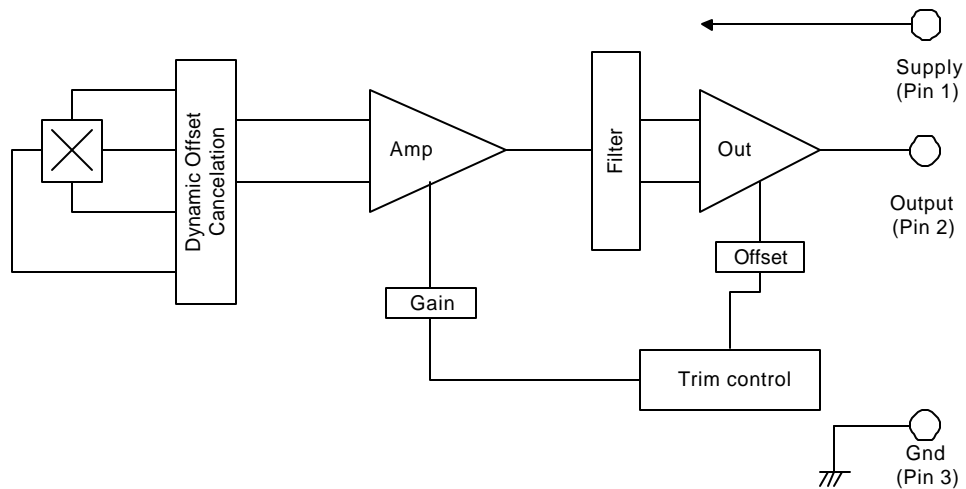 Supply
(Pin 1)
Dynamic Offset
Cancelation
Amp
Filter
Out
Output
(Pin 2)
Offset
Gain
Trim control
Gnd
(Pin 3)